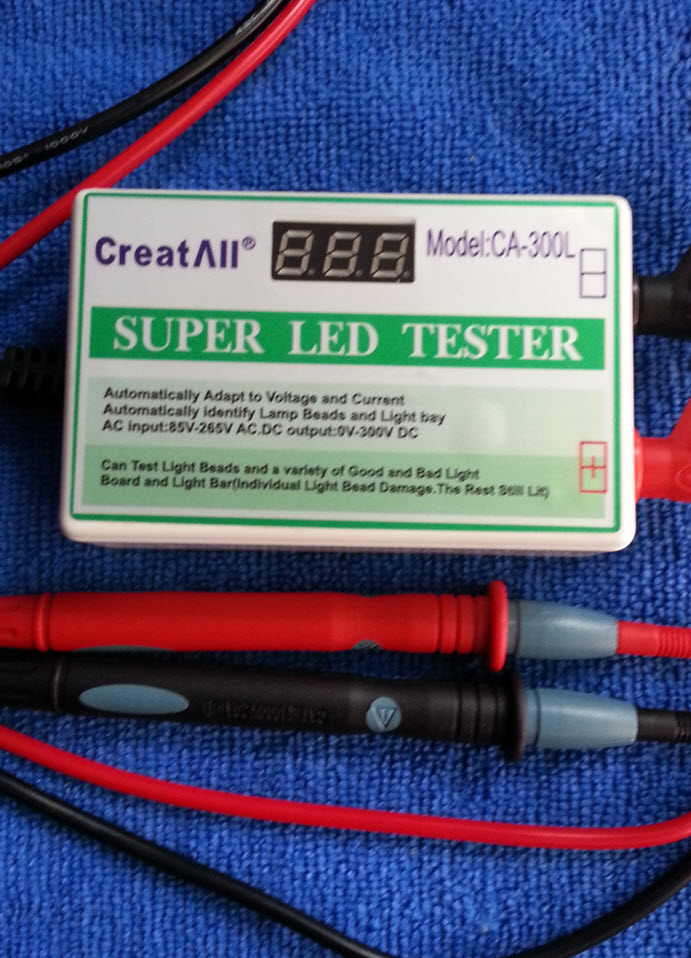 1000V
CreatAll®
Model:CA-300L
SUPER LED TESTER
Automatically Adapt to Voltage and Current
Automatically identify Lamp Beads and Light bay
AC input:85V-265V AC.DC output:0V-300V DC
Can Test Light Beads and a variety of Good and Bad Light
Board and Light Bar(Individual Light Bead Damage.The Rest Still Lit)